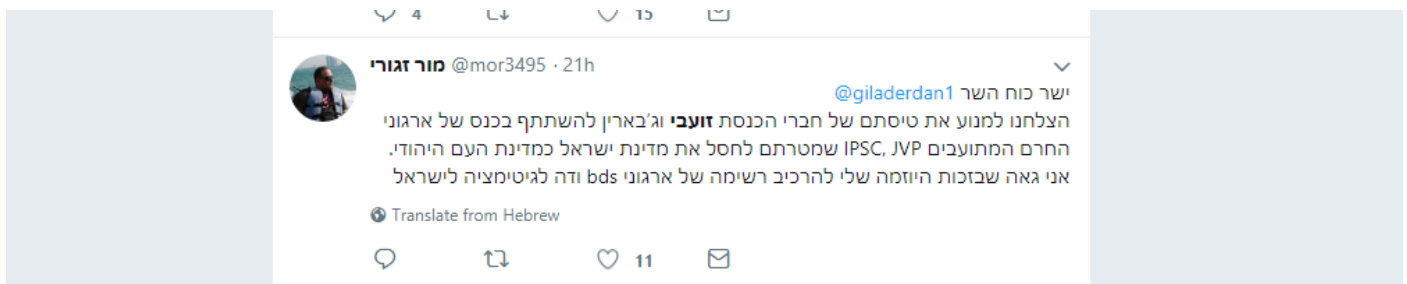 4 15
מור זגורי @mor3495 · 21h
ישר כוח השר @giladerdan1
הצלחנו למנוע את טיסתם של חברי הכנסת זועבי וג'בארין להשתתף בכנס של ארגוני
החרם המתועבים IPSC, JVP שמטרתם לחסל את מדינת ישראל כמדינת העם היהודי.
אני גאה שבזכות היוזמה שלי להרכיב רשימה של ארגוני bds ודה לגיטימציה לישראל
Translate from Hebrew
11